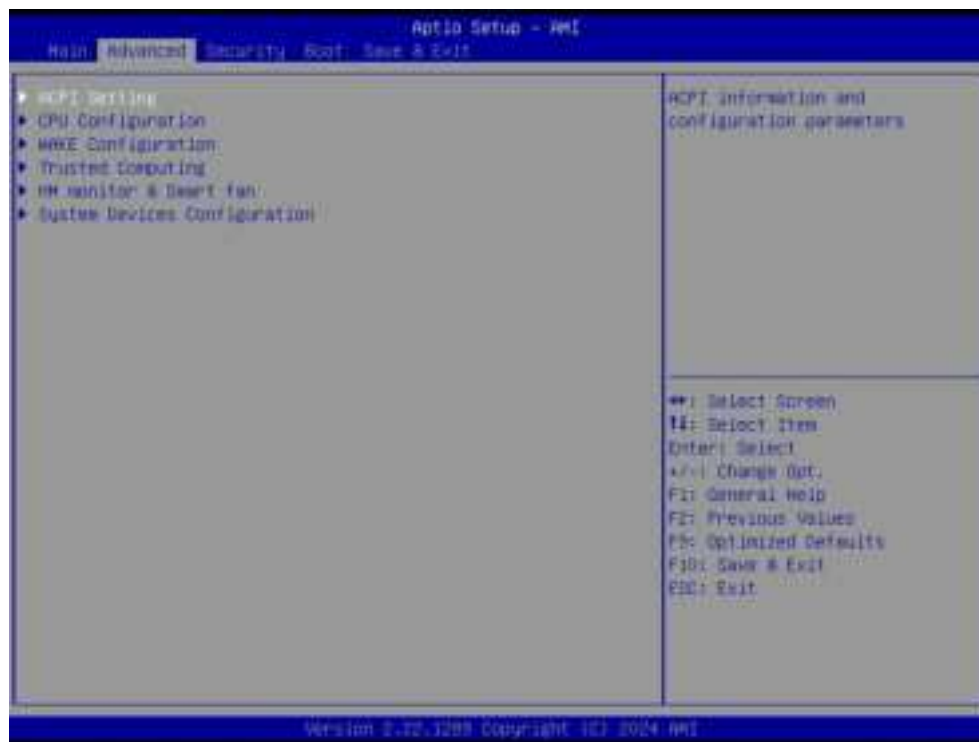 Aptio Setup - AMI
Main Advanced Security Boot Save & Exit
ACPI Setting
CPU Configuration
WAKE Configuration
Trusted Computing
HW monitor & Smart fan
System Devices Configuration
ACPI information and
configuration parameters
↔: Select Screen
↑↓: Select Item
Enter: Select
+/-: Change Opt.
F1: General Help
F2: Previous Values
F9: Optimized Defaults
F10: Save & Exit
ESC: Exit
Version 2.22.1289 Copyright (C) 2024 AMI